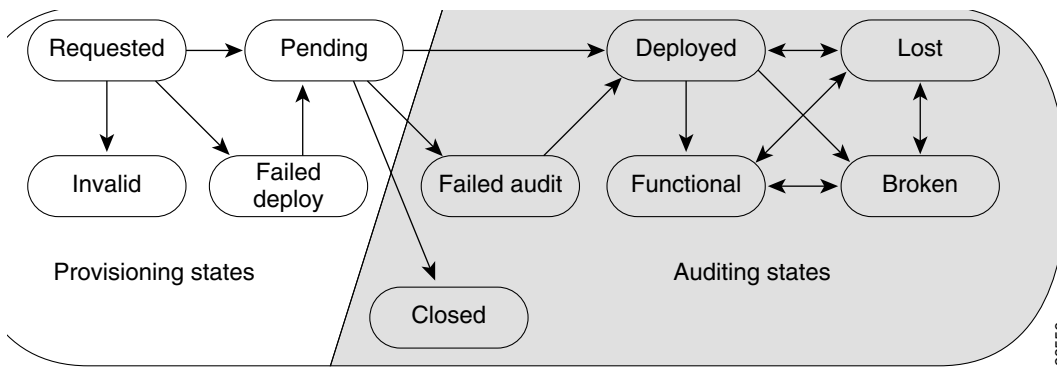 Requested
Pending
Deployed
Lost
Invalid
Failed
deploy
Failed audit
Functional
Broken
Provisioning states
Auditing states
Closed